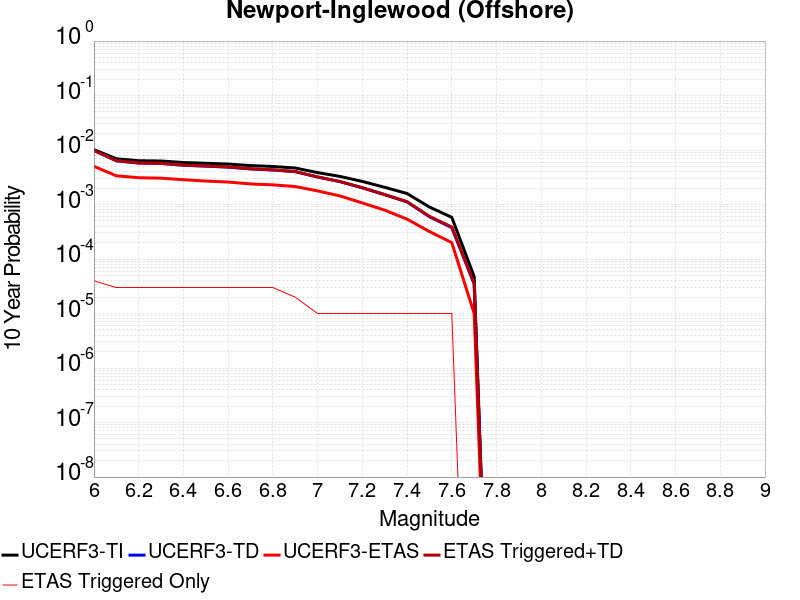 Newport-Inglewood (Offshore)
10^0
10^-1
10^-2
10^-3
10^-4
10^-5
10^-6
10^-7
10^-8
10 Year Probability
6 6.2 6.4 6.6 6.8 7 7.2 7.4 7.6 7.8 8 8.2 8.4 8.6 8.8 9
Magnitude
UCERF3-TI UCERF3-TD UCERF3-ETAS ETAS Triggered+TD
ETAS Triggered Only